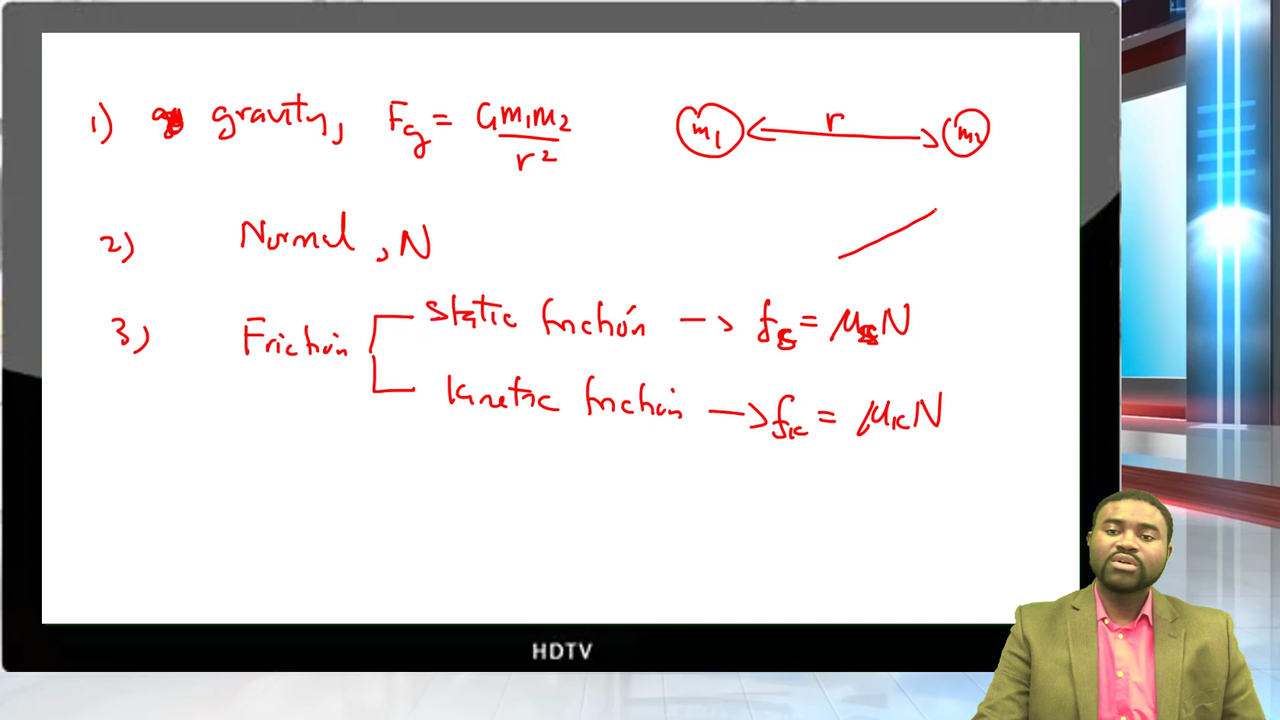 1) gravity, Fg = Gm1m2/r²
m1 r m2
2) Normal, N
3) Friction
static friction -> fs = μsN
kinetic friction -> fk = μkN
HDTV